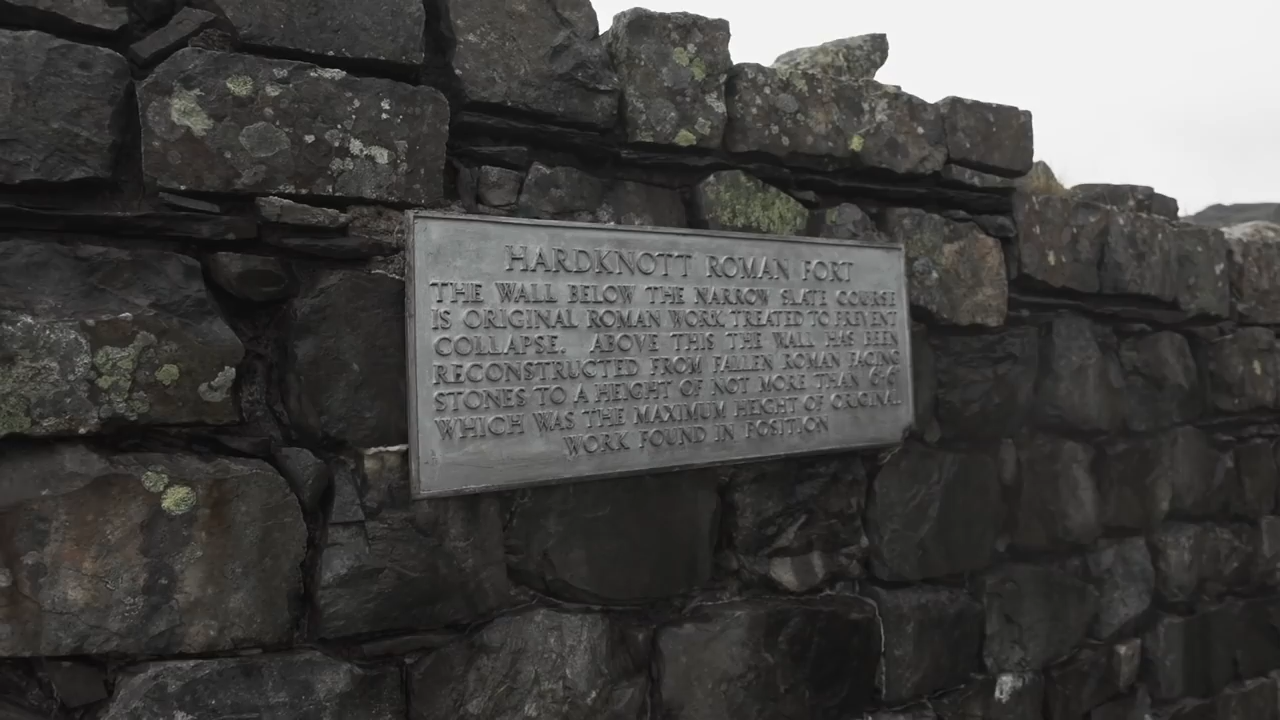 HARDKNOTT ROMAN FORT
THE WALL BELOW THE NARROW SLATE COURSE
IS ORIGINAL ROMAN WORK, TREATED TO PREVENT
COLLAPSE. ABOVE THIS THE WALL HAS BEEN
RECONSTRUCTED FROM FALLEN ROMAN FACING
STONES TO A HEIGHT OF NOT MORE THAN 6'6"
WHICH WAS THE MAXIMUM HEIGHT OF ORIGINAL
WORK FOUND IN POSITION